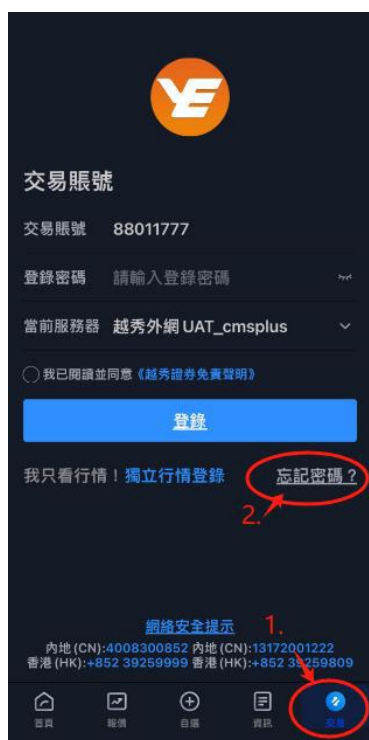 YE
交易賬號
交易賬號 88011777
登錄密碼 請輸入登錄密碼
當前服務器 越秀外網 UAT_cmsplus
我已閱讀並同意《越秀證券免責聲明》
登錄
我只看行情！獨立行情登錄 忘記密碼？
2.
網絡安全提示 1.
內地 (CN):4008300852 內地 (CN):13172001222
香港 (HK):+852 39259999 香港 (HK):+852 39259809
首頁 報價 自選 資訊 交易